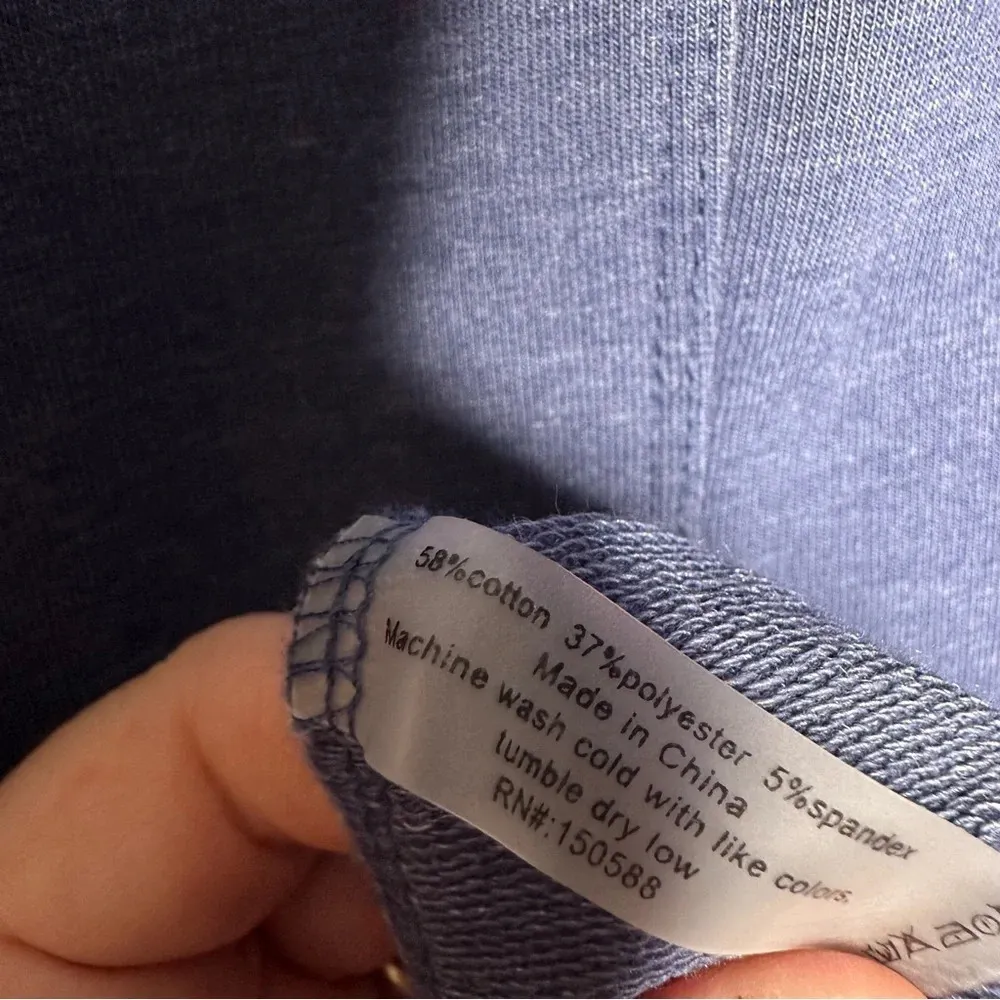 58%cotton 37%polyester 5%spandex
Made in China
Machine wash cold with like colors,
tumble dry low
RN#:150588